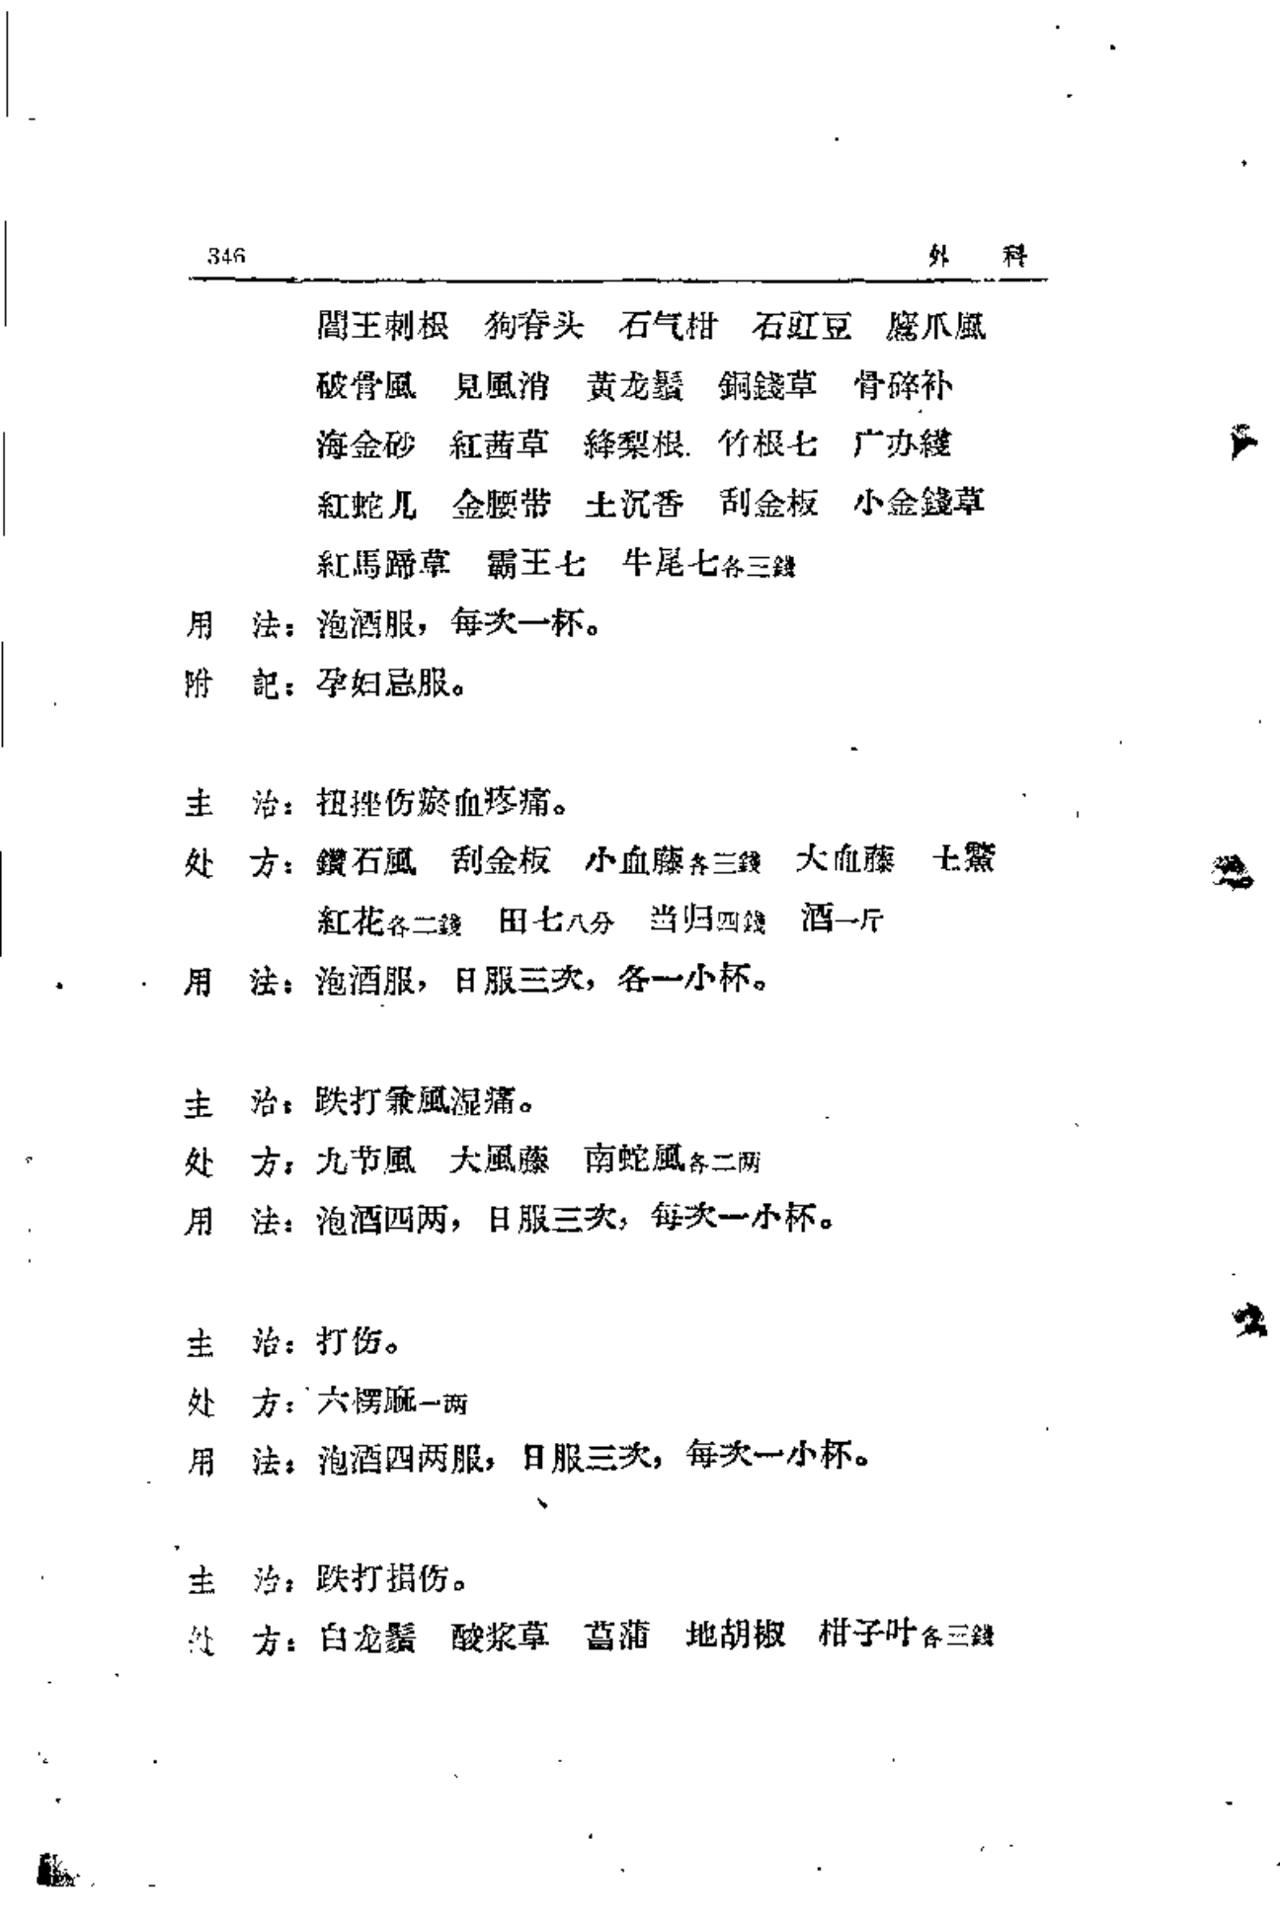 346 外 科
閻王刺根 狗脊头 石气柑 石豇豆 鷹爪風
破骨風 見風消 黃龙鬚 銅錢草 骨碎补
海金砂 紅茜草 絳梨根 竹根七 广办綫
紅蛇儿 金腰带 土沉香 刮金板 小金錢草
紅馬蹄草 霸王七 牛尾七各三錢
用 法：泡酒服，每次一杯。
附 記：孕妇忌服。
主 治：扭挫伤瘀血疼痛。
处 方：鑽石風 刮金板 小血藤各三錢 大血藤 土鱉
紅花各二錢 田七八分 当归四錢 酒一斤
用 法：泡酒服，日服三次，各一小杯。
主 治：跌打兼風湿痛。
处 方：九节風 大風藤 南蛇風各二两
用 法：泡酒四两，日服三次，每次一小杯。
主 治：打伤。
处 方：六楞麻一两
用 法：泡酒四两服，日服三次，每次一小杯。
主 治：跌打損伤。
处 方：白龙鬚 酸浆草 菖蒲 地胡椒 柑子叶各三錢